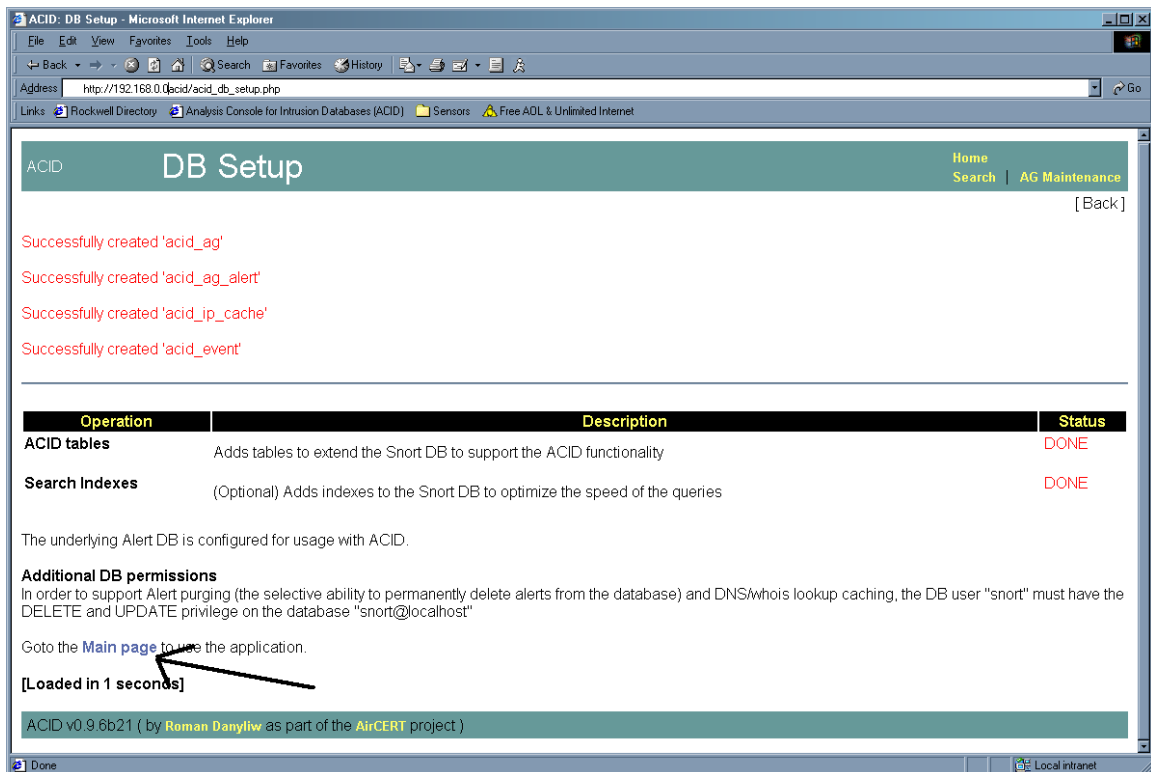 ACID: DB Setup - Microsoft Internet Explorer
File Edit View Favorites Tools Help
Back Search Favorites History
Address http://192.168.0.0acid/acid_db_setup.php Go
Links Rockwell Directory Analysis Console for Intrusion Databases (ACID) Sensors Free AOL & Unlimited Internet
ACID DB Setup
Home
Search | AG Maintenance
[ Back ]
Successfully created 'acid_ag'
Successfully created 'acid_ag_alert'
Successfully created 'acid_ip_cache'
Successfully created 'acid_event'
Operation Description Status
ACID tables Adds tables to extend the Snort DB to support the ACID functionality DONE
Search Indexes (Optional) Adds indexes to the Snort DB to optimize the speed of the queries DONE
The underlying Alert DB is configured for usage with ACID.
Additional DB permissions
In order to support Alert purging (the selective ability to permanently delete alerts from the database) and DNS/whois lookup caching, the DB user "snort" must have the
DELETE and UPDATE privilege on the database "snort@localhost"
Goto the Main page to use the application.
[Loaded in 1 seconds]
ACID v0.9.6b21 ( by Roman Danyliw as part of the AirCERT project )
Done Local intranet